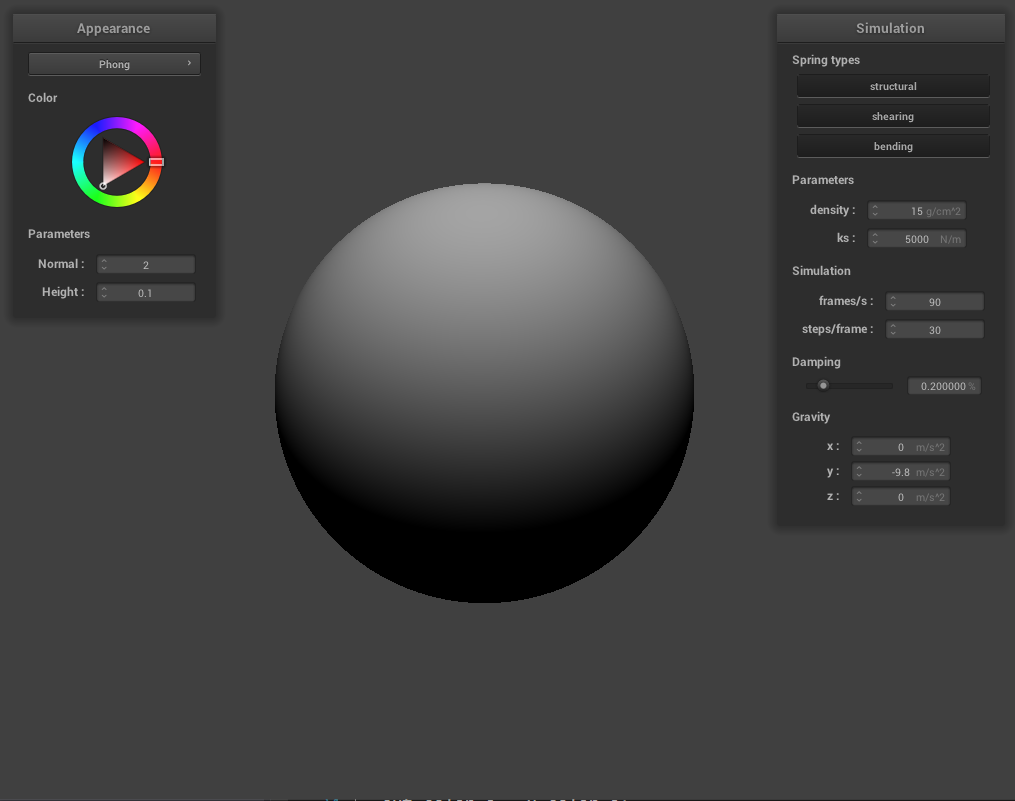 Appearance
Phong
Color
Parameters
Normal : 2
Height : 0.1
Simulation
Spring types
structural
shearing
bending
Parameters
density : 15 g/cm^2
ks : 5000 N/m
Simulation
frames/s : 90
steps/frame : 30
Damping
0.200000 %
Gravity
x : 0 m/s^2
y : -9.8 m/s^2
z : 0 m/s^2